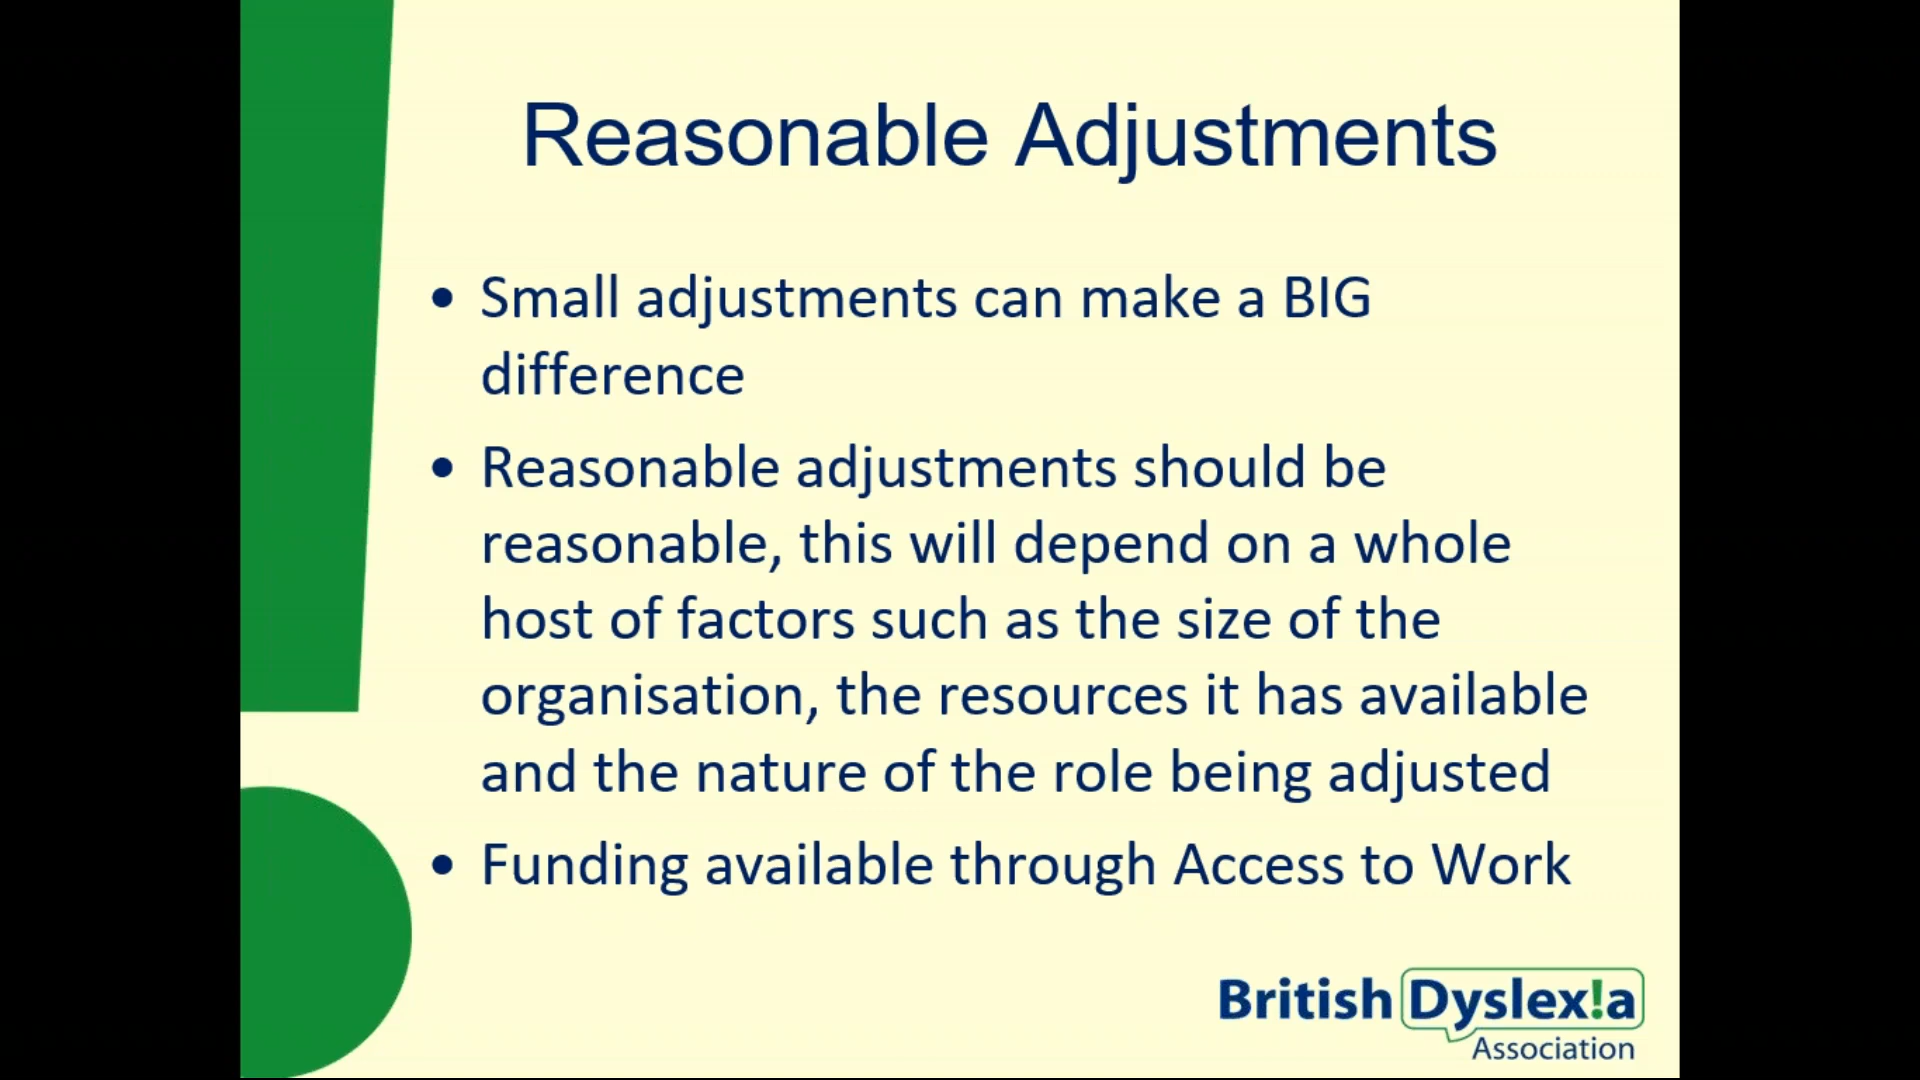 Reasonable Adjustments
• Small adjustments can make a BIG
difference
• Reasonable adjustments should be
reasonable, this will depend on a whole
host of factors such as the size of the
organisation, the resources it has available
and the nature of the role being adjusted
• Funding available through Access to Work
British Dyslex!a
Association